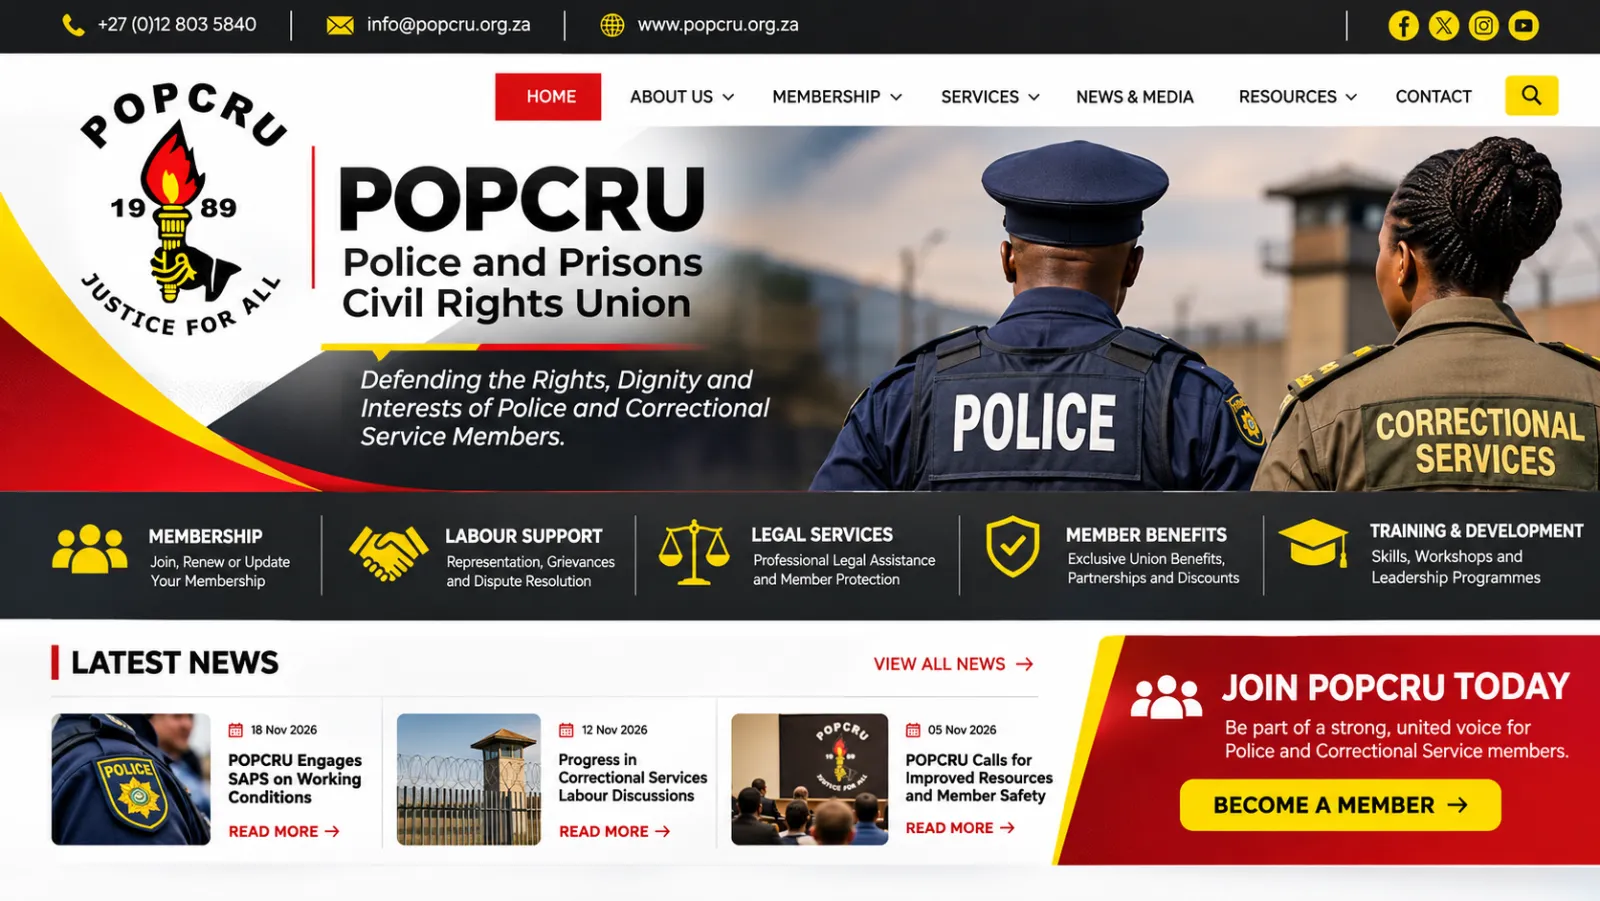 +27 (0)12 803 5840
info@popcru.org.za
www.popcru.org.za
POPCRU
19 89
JUSTICE FOR ALL
HOME
ABOUT US
MEMBERSHIP
SERVICES
NEWS & MEDIA
RESOURCES
CONTACT
POPCRU
Police and Prisons
Civil Rights Union
Defending the Rights, Dignity and
Interests of Police and Correctional
Service Members.
POLICE
CORRECTIONAL
SERVICES
MEMBERSHIP
Join, Renew or Update
Your Membership
LABOUR SUPPORT
Representation, Grievances
and Dispute Resolution
LEGAL SERVICES
Professional Legal Assistance
and Member Protection
MEMBER BENEFITS
Exclusive Union Benefits,
Partnerships and Discounts
TRAINING & DEVELOPMENT
Skills, Workshops and
Leadership Programmes
LATEST NEWS
VIEW ALL NEWS →
POLICE
18 Nov 2026
POPCRU Engages
SAPS on Working
Conditions
READ MORE →
12 Nov 2026
Progress in
Correctional Services
Labour Discussions
READ MORE →
POPCRU
JUSTICE FOR ALL
05 Nov 2026
POPCRU Calls for
Improved Resources
and Member Safety
READ MORE →
JOIN POPCRU TODAY
Be part of a strong, united voice for
Police and Correctional Service members.
BECOME A MEMBER →